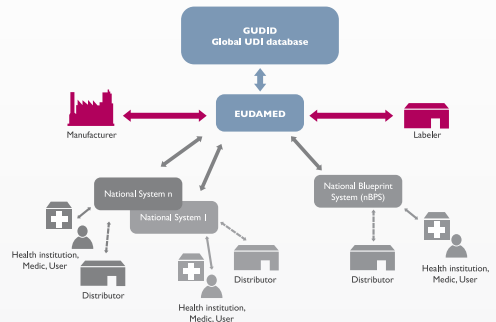 GUDID
Global UDI database
EUDAMED
Manufacturer
Labeler
National System n
National System 1
National Blueprint
System (nBPS)
Health institution,
Medic, User
Distributor
Health institution,
Medic, User
Distributor
Distributor
Health institution,
Medic, User